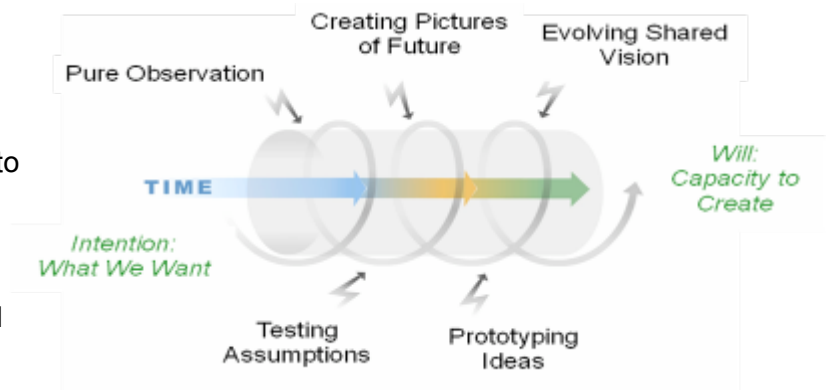 Creating Pictures
of Future
Evolving Shared
Vision
Pure Observation
to
TIME
Will:
Capacity to
Create
Intention:
What We Want
Testing
Assumptions
Prototyping
Ideas